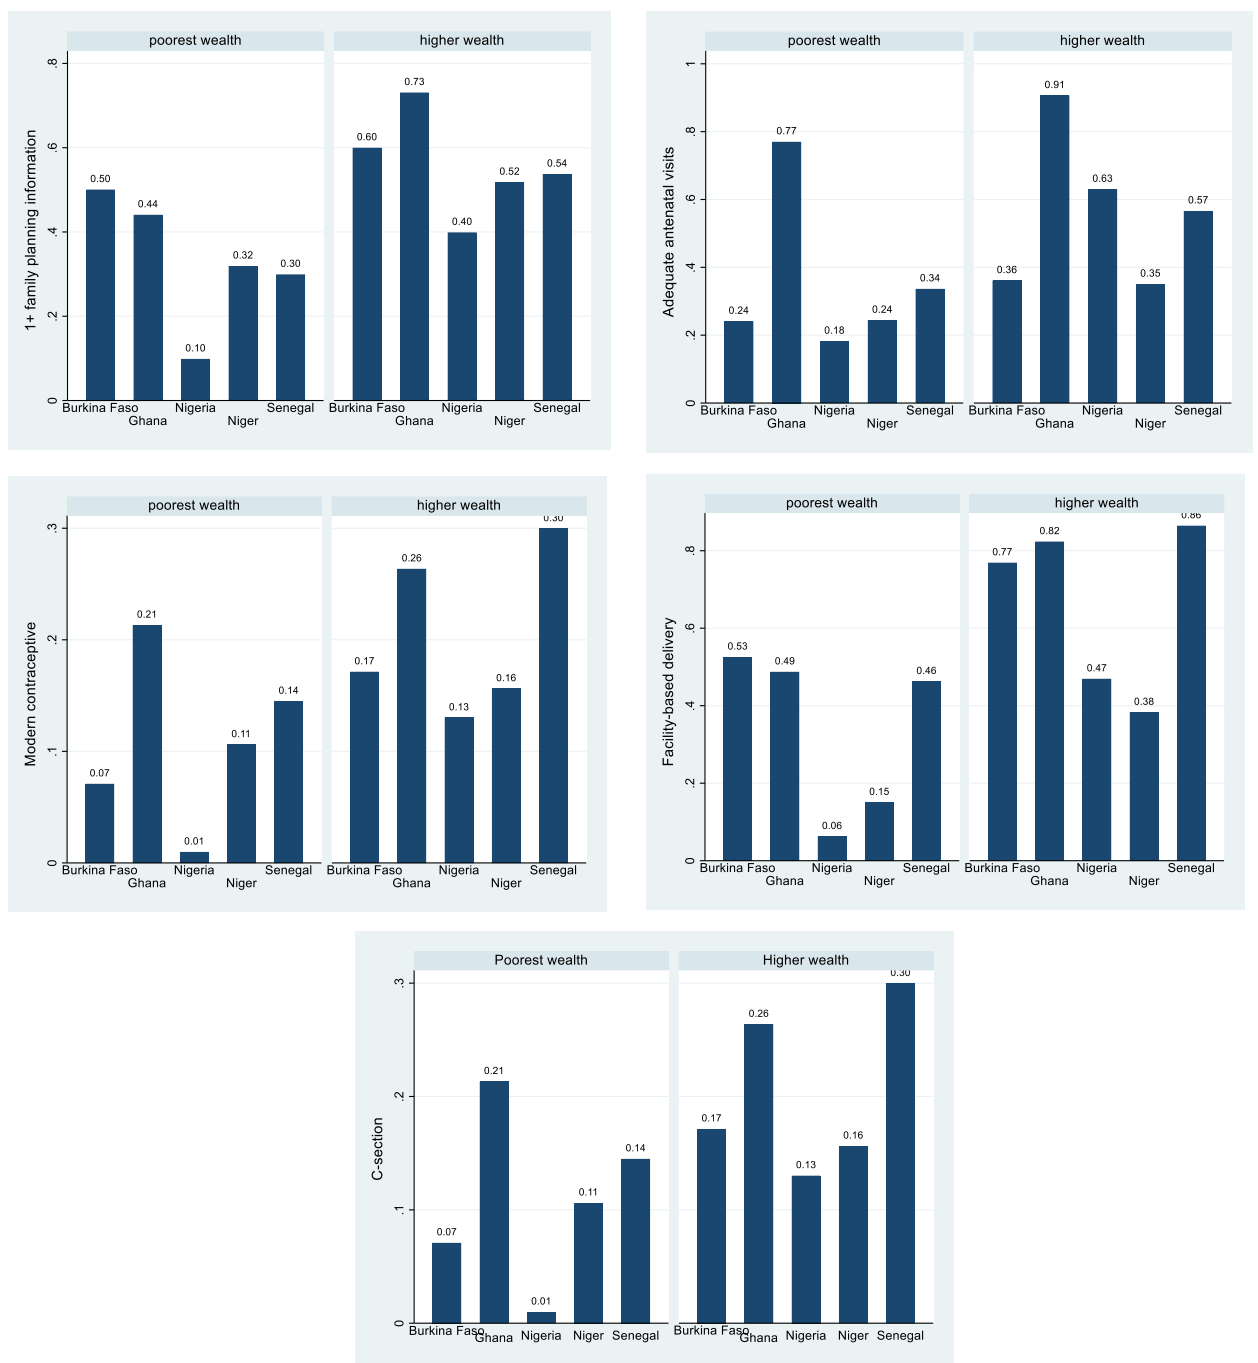 poorest wealth higher wealth
1+ family planning information
.8
.6
.4
.2
0
0.50 0.44 0.10 0.32 0.30
0.60 0.73 0.40 0.52 0.54
Burkina Faso Nigeria Senegal Burkina Faso Nigeria Senegal
Ghana Niger Ghana Niger
poorest wealth higher wealth
Adequate antenatal visits
1
.8
.6
.4
.2
0
0.24 0.77 0.18 0.24 0.34
0.36 0.91 0.63 0.35 0.57
Burkina Faso Nigeria Senegal Burkina Faso Nigeria Senegal
Ghana Niger Ghana Niger
poorest wealth higher wealth
Modern contraceptive
.3
.2
.1
0
0.07 0.21 0.01 0.11 0.14
0.17 0.26 0.13 0.16 0.30
Burkina Faso Nigeria Senegal Burkina Faso Nigeria Senegal
Ghana Niger Ghana Niger
poorest wealth higher wealth
Facility-based delivery
.8
.6
.4
.2
0
0.53 0.49 0.06 0.15 0.46
0.77 0.82 0.47 0.38 0.86
Burkina Faso Nigeria Senegal Burkina Faso Nigeria Senegal
Ghana Niger Ghana Niger
Poorest wealth Higher wealth
C-section
.3
.2
.1
0
0.07 0.21 0.01 0.11 0.14
0.17 0.26 0.13 0.16 0.30
Burkina Faso Ghana Nigeria Niger Senegal Burkina Faso Ghana Nigeria Niger Senegal